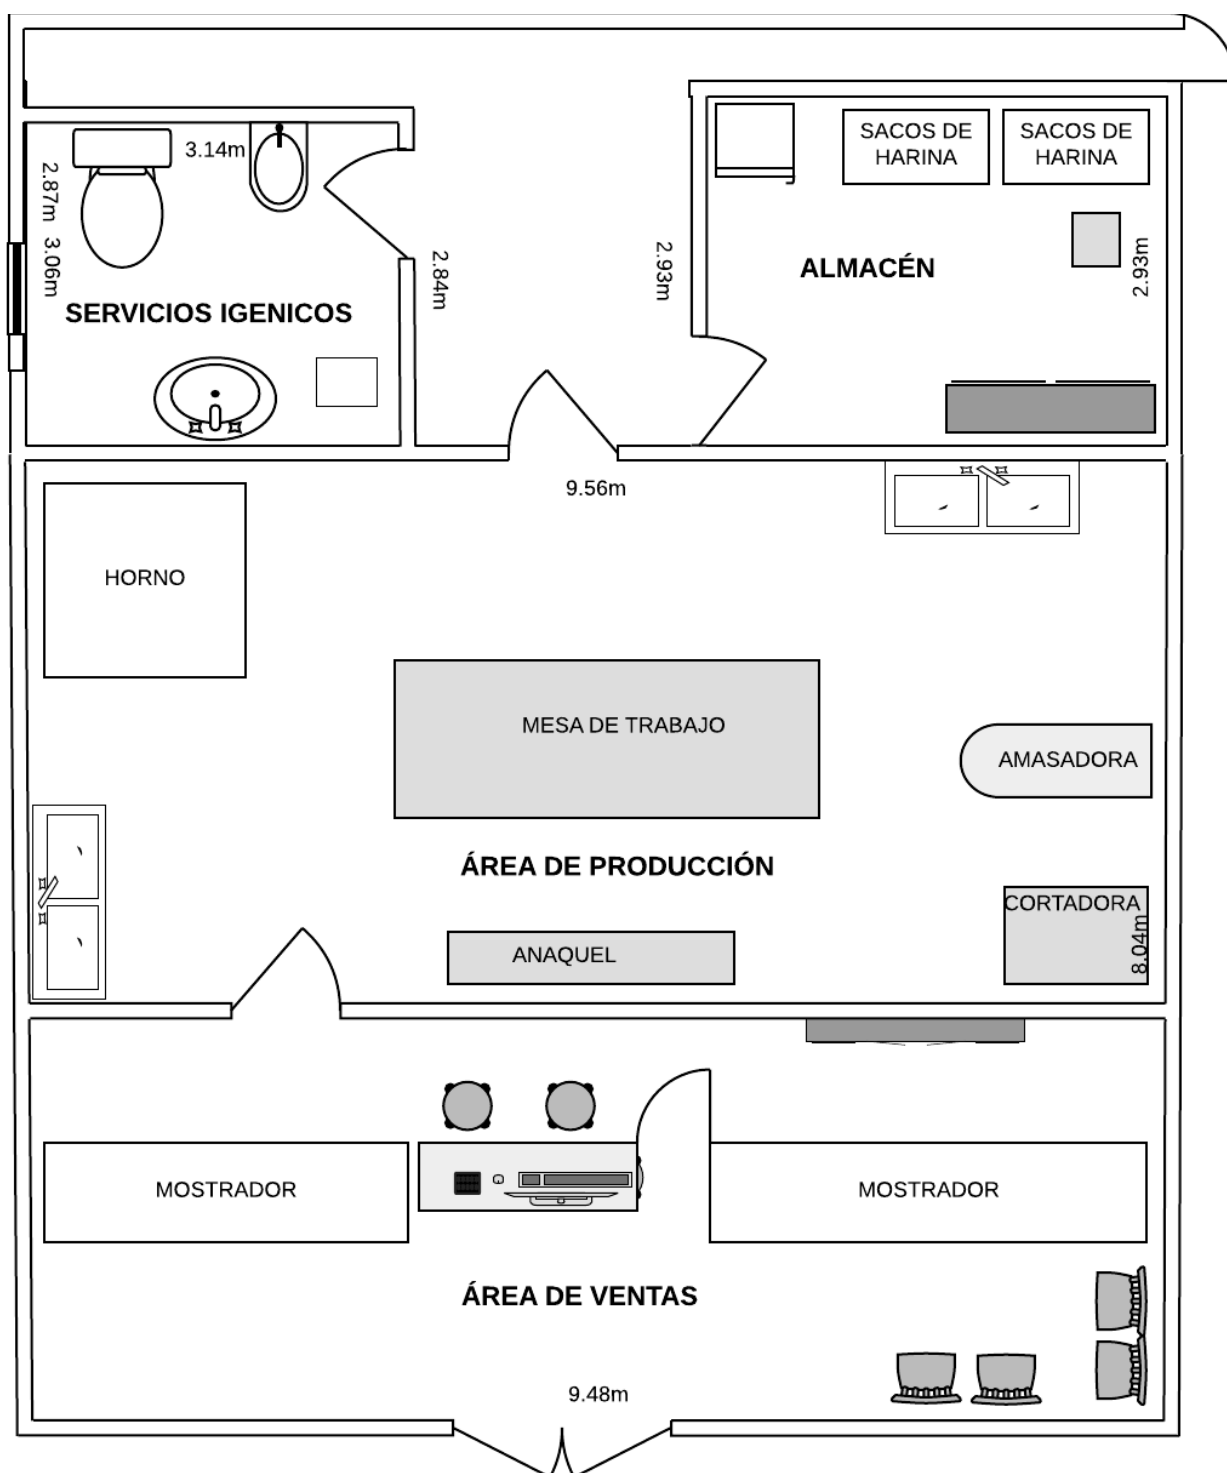 3.14m
2.87m
3.06m
SERVICIOS IGENICOS
2.84m
2.93m
SACOS DE
HARINA
SACOS DE
HARINA
ALMACÉN
2.93m
9.56m
HORNO
MESA DE TRABAJO
AMASADORA
ÁREA DE PRODUCCIÓN
CORTADORA
8.04m
ANAQUEL
MOSTRADOR
MOSTRADOR
ÁREA DE VENTAS
9.48m